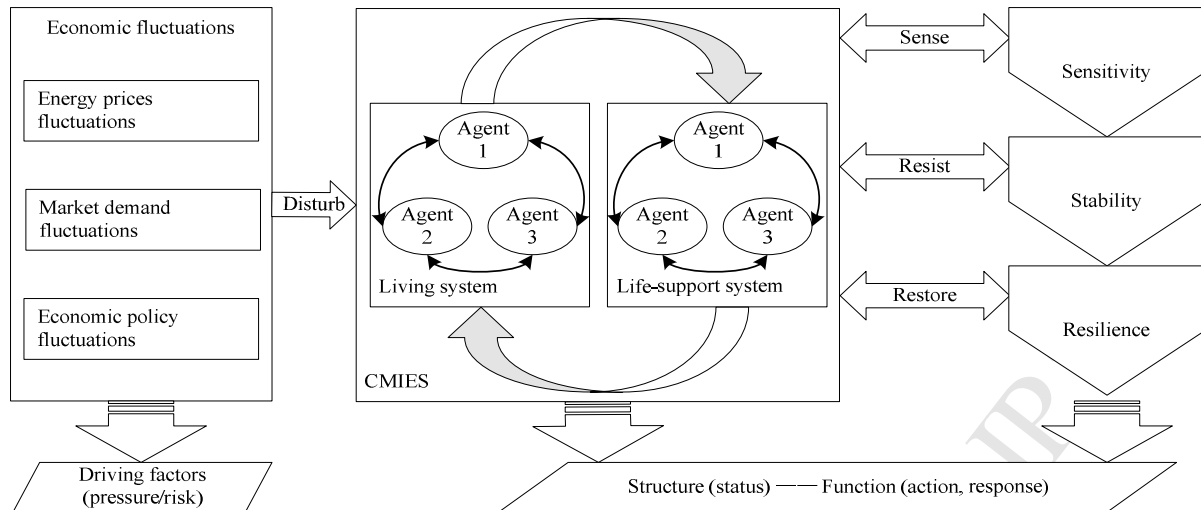 Economic fluctuations
Energy prices
fluctuations
Market demand
fluctuations
Economic policy
fluctuations
Disturb
Agent
1
Agent
2
Agent
3
Living system
Agent
1
Agent
2
Agent
3
Life-support system
CMIES
Sense
Resist
Restore
Sensitivity
Stability
Resilience
Driving factors
(pressure/risk)
Structure (status) —— Function (action, response)